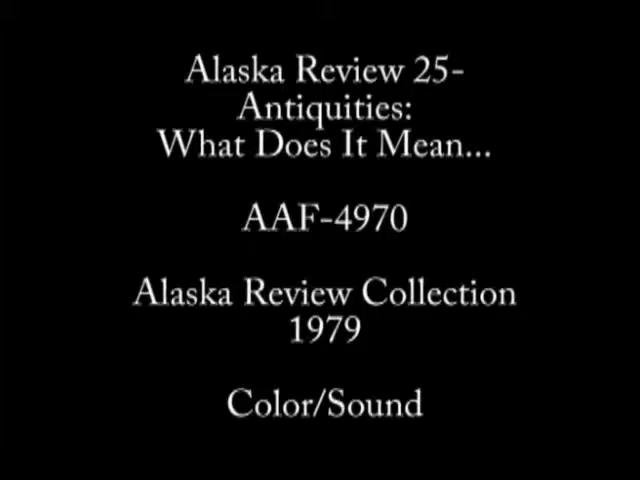 Alaska Review 25-
Antiquities:
What Does It Mean...
AAF-4970
Alaska Review Collection
1979
Color/Sound